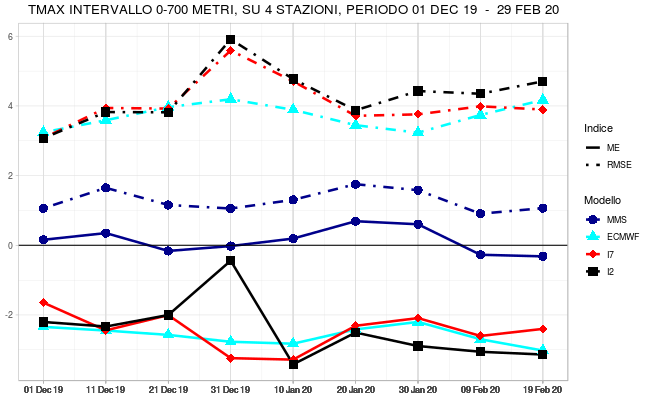 TMAX INTERVALLO 0-700 METRI, SU 4 STAZIONI, PERIODO 01 DEC 19 - 29 FEB 20
6
4
2
0
-2
01 Dec 19 11 Dec 19 21 Dec 19 31 Dec 19 10 Jan 20 20 Jan 20 30 Jan 20 09 Feb 20 19 Feb 20
Indice
ME
RMSE
Modello
MMS
ECMWF
I7
I2